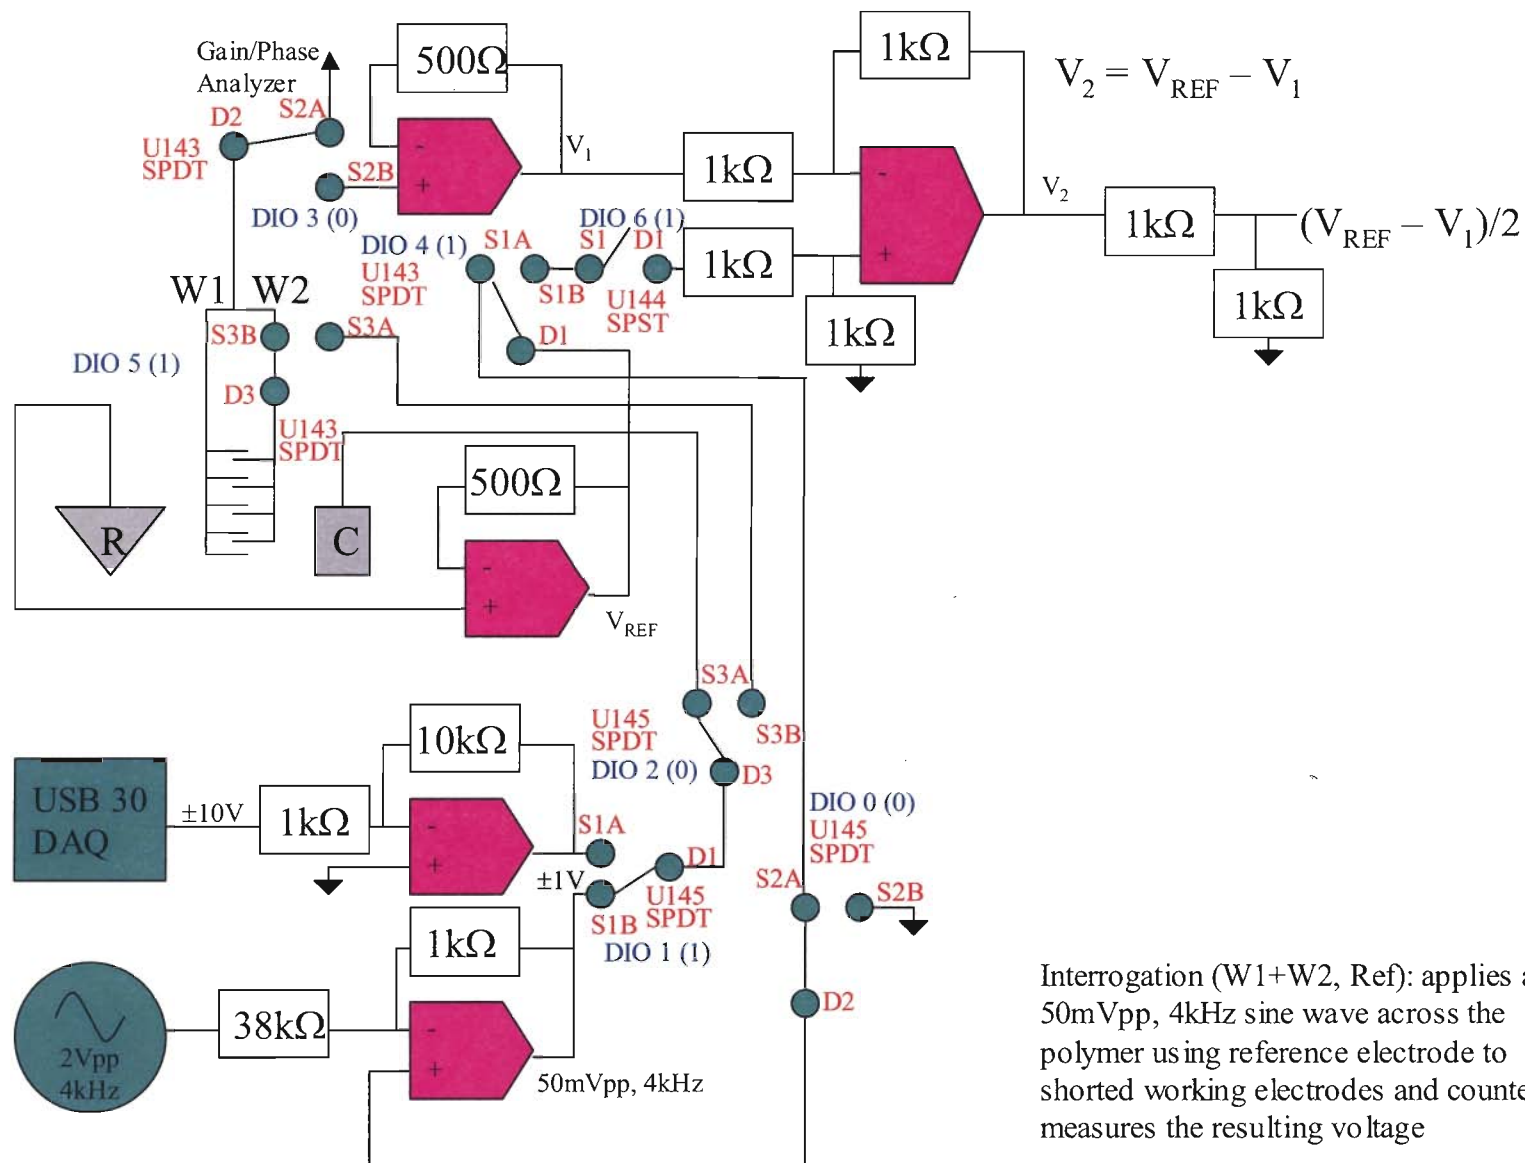 Gain/Phase
Analyzer
S2A
D2
U143
SPDT
S2B
DIO 3 (0)
500Ω
-
+
V1
1kΩ
1kΩ
V2 = VREF – V1
-
+
V2
1kΩ
(VREF – V1)/2
1kΩ
DIO 4 (1)
U143
SPDT
S1A
S1
DIO 6 (1)
D1
S1B
U144
SPST
1kΩ
1kΩ
D1
W1 W2
S3B
S3A
DIO 5 (1)
D3
U143
SPDT
R
C
500Ω
-
+
VREF
S3A
U145
SPDT
S3B
DIO 2 (0)
D3
USB 30
DAQ
±10V
1kΩ
10kΩ
-
+
S1A
±1V
D1
S1B
U145
SPDT
DIO 1 (1)
DIO 0 (0)
U145
SPDT
S2A
S2B
D2
2Vpp
4kHz
38kΩ
1kΩ
-
+
50mVpp, 4kHz
Interrogation (W1+W2, Ref): applies a
50mVpp, 4kHz sine wave across the
polymer using reference electrode to
shorted working electrodes and counte
measures the resulting voltage